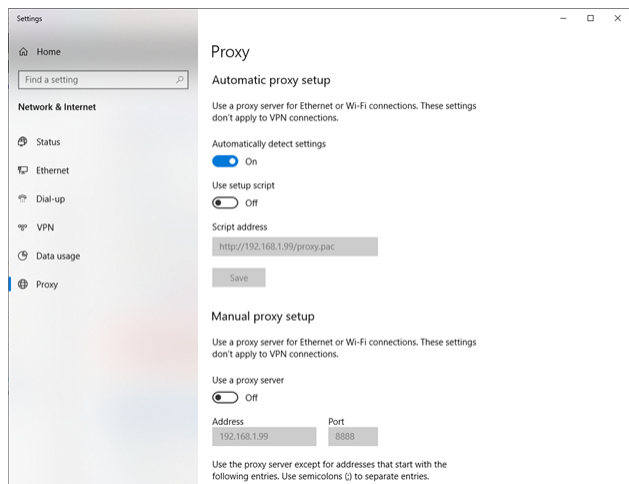 Settings
Home
Find a setting
Network & Internet
Status
Ethernet
Dial-up
VPN
Data usage
Proxy
Proxy
Automatic proxy setup
Use a proxy server for Ethernet or Wi-Fi connections. These settings
don't apply to VPN connections.
Automatically detect settings
On
Use setup script
Off
Script address
http://192.168.1.99/proxy.pac
Save
Manual proxy setup
Use a proxy server for Ethernet or Wi-Fi connections. These settings
don't apply to VPN connections.
Use a proxy server
Off
Address Port
192.168.1.99 8888
Use the proxy server except for addresses that start with the
following entries. Use semicolons (;) to separate entries.